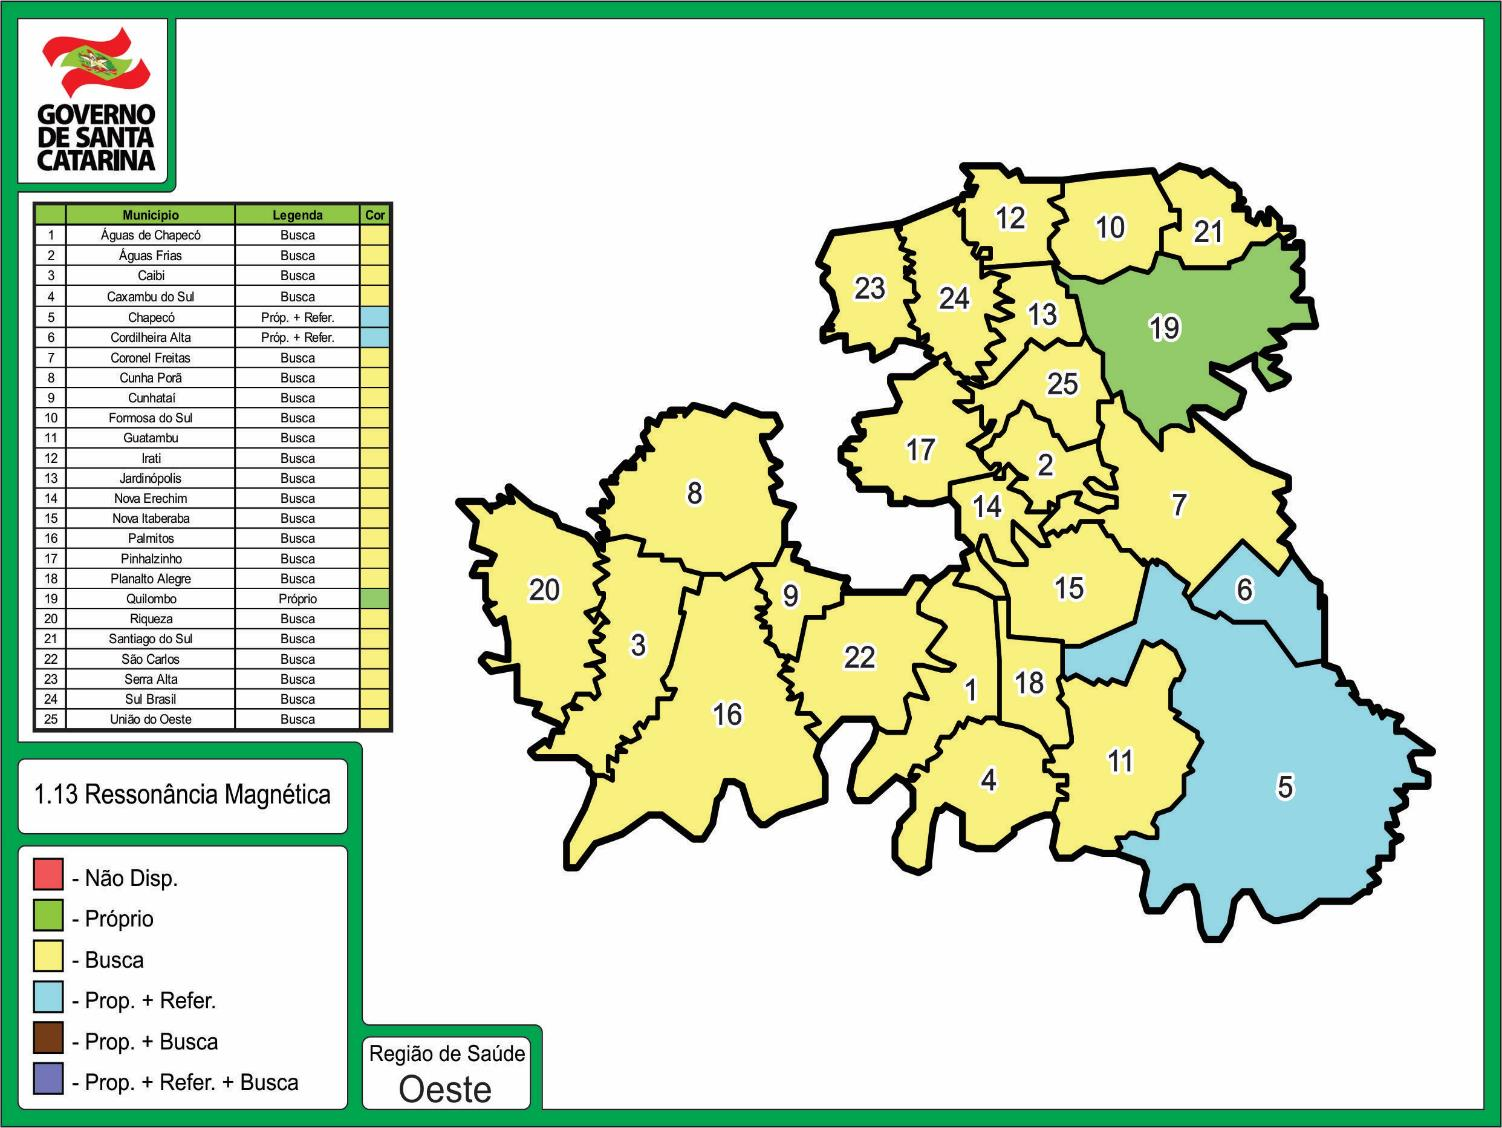 GOVERNO
DE SANTA
CATARINA
Município Legenda Cor
1 Águas de Chapecó Busca
2 Águas Frias Busca
3 Caibi Busca
4 Caxambu do Sul Busca
5 Chapecó Próp. + Refer.
6 Cordilheira Alta Próp. + Refer.
7 Coronel Freitas Busca
8 Cunha Porã Busca
9 Cunhataí Busca
10 Formosa do Sul Busca
11 Guatambu Busca
12 Irati Busca
13 Jardinópolis Busca
14 Nova Erechim Busca
15 Nova Itaberaba Busca
16 Palmitos Busca
17 Pinhalzinho Busca
18 Planalto Alegre Busca
19 Quilombo Próprio
20 Riqueza Busca
21 Santiago do Sul Busca
22 São Carlos Busca
23 Serra Alta Busca
24 Sul Brasil Busca
25 União do Oeste Busca
12
10
21
23
24
13
19
25
17
2
8
14
7
20
9
15
6
3
22
1
18
16
4
11
5
1.13 Ressonância Magnética
- Não Disp.
- Próprio
- Busca
- Prop. + Refer.
- Prop. + Busca
- Prop. + Refer. + Busca
Região de Saúde
Oeste